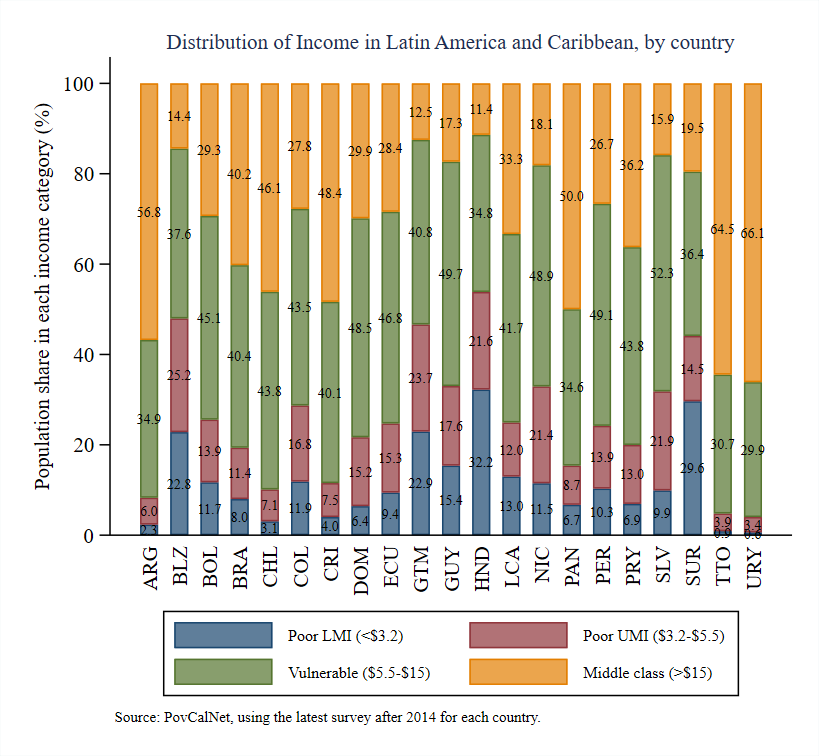 Distribution of Income in Latin America and Caribbean, by country
Population share in each income category (%)
100
80
60
40
20
0
56.8 34.9 6.0 2.3
14.4 37.6 25.2 22.8
29.3 45.1 13.9 11.7
40.2 40.4 11.4 8.0
46.1 43.8 7.1 3.1
27.8 43.5 16.8 11.9
48.4 40.1 7.5 4.0
29.9 48.5 15.2 6.4
28.4 46.8 15.3 9.4
12.5 40.8 23.7 22.9
17.3 49.7 17.6 15.4
11.4 34.8 21.6 32.2
33.3 41.7 12.0 13.0
18.1 48.9 21.4 11.5
50.0 34.6 8.7 6.7
26.7 49.1 13.9 10.3
36.2 43.8 13.0 6.9
15.9 52.3 21.9 9.9
19.5 36.4 14.5 29.6
64.5 30.7 3.9 0.9
66.1 29.9 3.4 0.6
ARG BLZ BOL BRA CHL COL CRI DOM ECU GTM GUY HND LCA NIC PAN PER PRY SLV SUR TTO URY
Poor LMI (<$3.2) Poor UMI ($3.2-$5.5)
Vulnerable ($5.5-$15) Middle class (>$15)
Source: PovCalNet, using the latest survey after 2014 for each country.